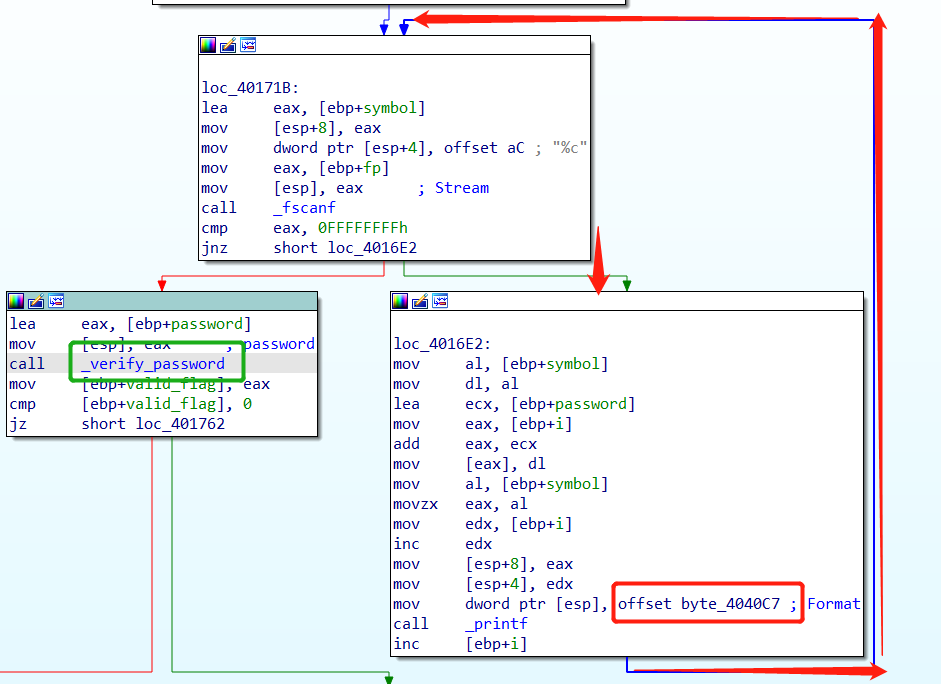 loc_40171B:
lea eax, [ebp+symbol]
mov [esp+8], eax
mov dword ptr [esp+4], offset aC ; "%c"
mov eax, [ebp+fp]
mov [esp], eax ; Stream
call _fscanf
cmp eax, 0FFFFFFFFh
jnz short loc_4016E2
lea eax, [ebp+password]
mov [esp], eax ; password
call _verify_password
mov [ebp+valid_flag], eax
cmp [ebp+valid_flag], 0
jz short loc_401762
loc_4016E2:
mov al, [ebp+symbol]
mov dl, al
lea ecx, [ebp+password]
mov eax, [ebp+i]
add eax, ecx
mov [eax], dl
mov al, [ebp+symbol]
movzx eax, al
mov edx, [ebp+i]
inc edx
mov [esp+8], eax
mov [esp+4], edx
mov dword ptr [esp], offset byte_4040C7 ; Format
call _printf
inc [ebp+i]